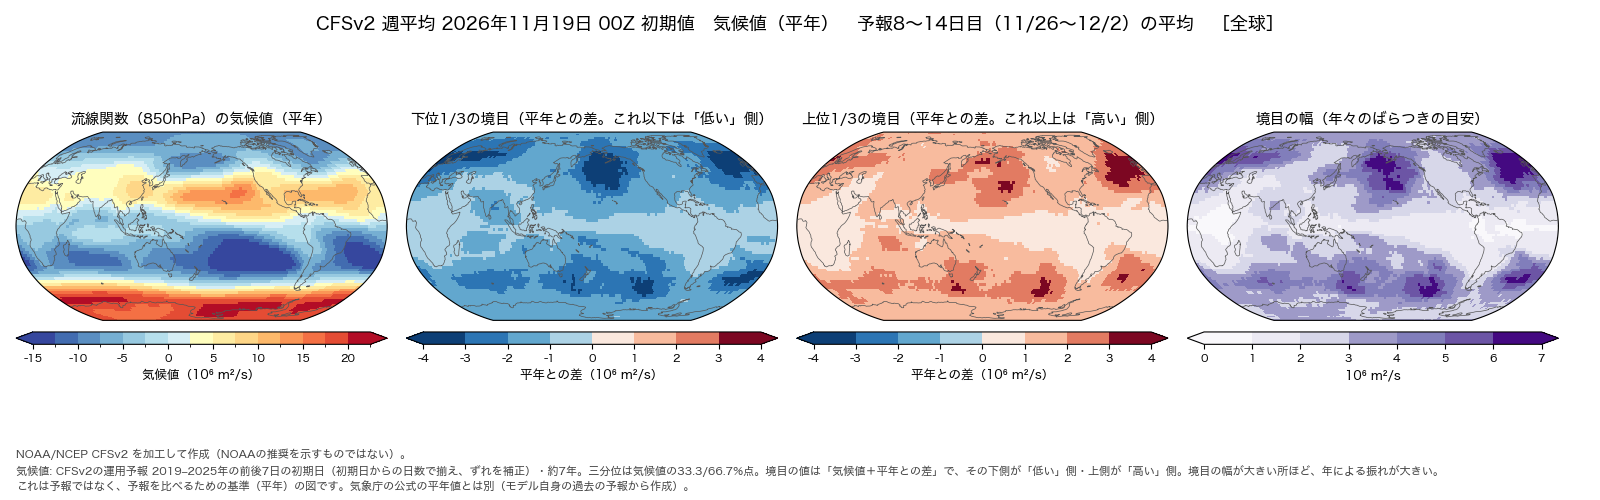 CFSv2 週平均 2026年11月19日 00Z 初期値　気候値（平年）　予報8～14日目（11/26～12/2）の平均　［全球］
流線関数（850hPa）の気候値（平年）
下位1/3の境目（平年との差。これ以下は「低い」側）
上位1/3の境目（平年との差。これ以上は「高い」側）
境目の幅（年々のばらつきの目安）
-15 -10 -5 0 5 10 15 20
-4 -3 -2 -1 0 1 2 3 4
-4 -3 -2 -1 0 1 2 3 4
0 1 2 3 4 5 6 7
気候値（10⁶ m²/s）
平年との差（10⁶ m²/s）
平年との差（10⁶ m²/s）
10⁶ m²/s
NOAA/NCEP CFSv2 を加工して作成（NOAAの推奨を示すものではない）。
気候値: CFSv2の運用予報 2019–2025年の前後7日の初期日（初期日からの日数で揃え、ずれを補正）・約7年。三分位は気候値の33.3/66.7%点。境目の値は「気候値＋平年との差」で、その下側が「低い」側・上側が「高い」側。境目の幅が大きい所ほど、年による振れが大きい。
これは予報ではなく、予報を比べるための基準（平年）の図です。気象庁の公式の平年値とは別（モデル自身の過去の予報から作成）。